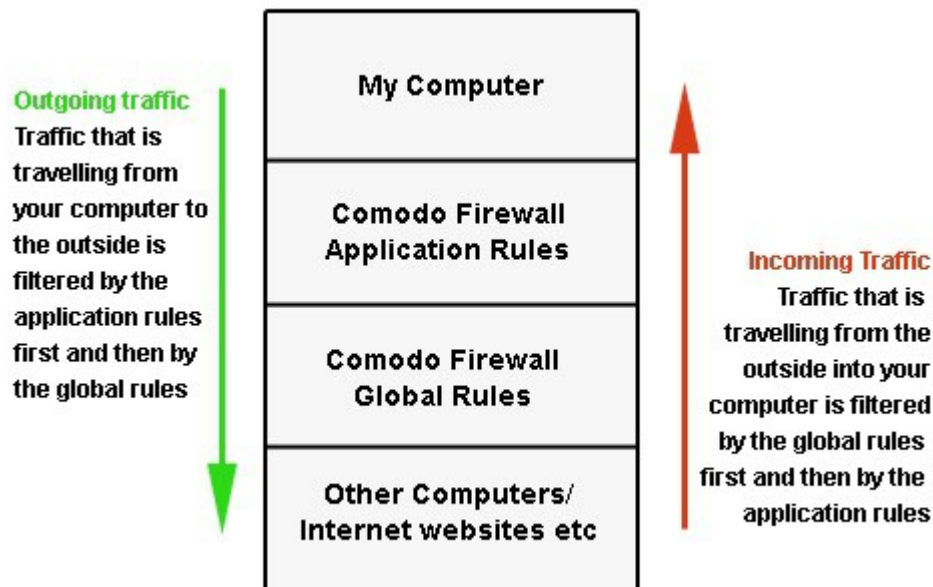 Outgoing traffic
Traffic that is
travelling from
your computer to
the outside is
filtered by the
application rules
first and then by
the global rules
My Computer
Comodo Firewall
Application Rules
Comodo Firewall
Global Rules
Other Computers/
Internet websites etc
Incoming Traffic
Traffic that is
travelling from the
outside into your
computer is filtered
by the global rules
first and then by the
application rules